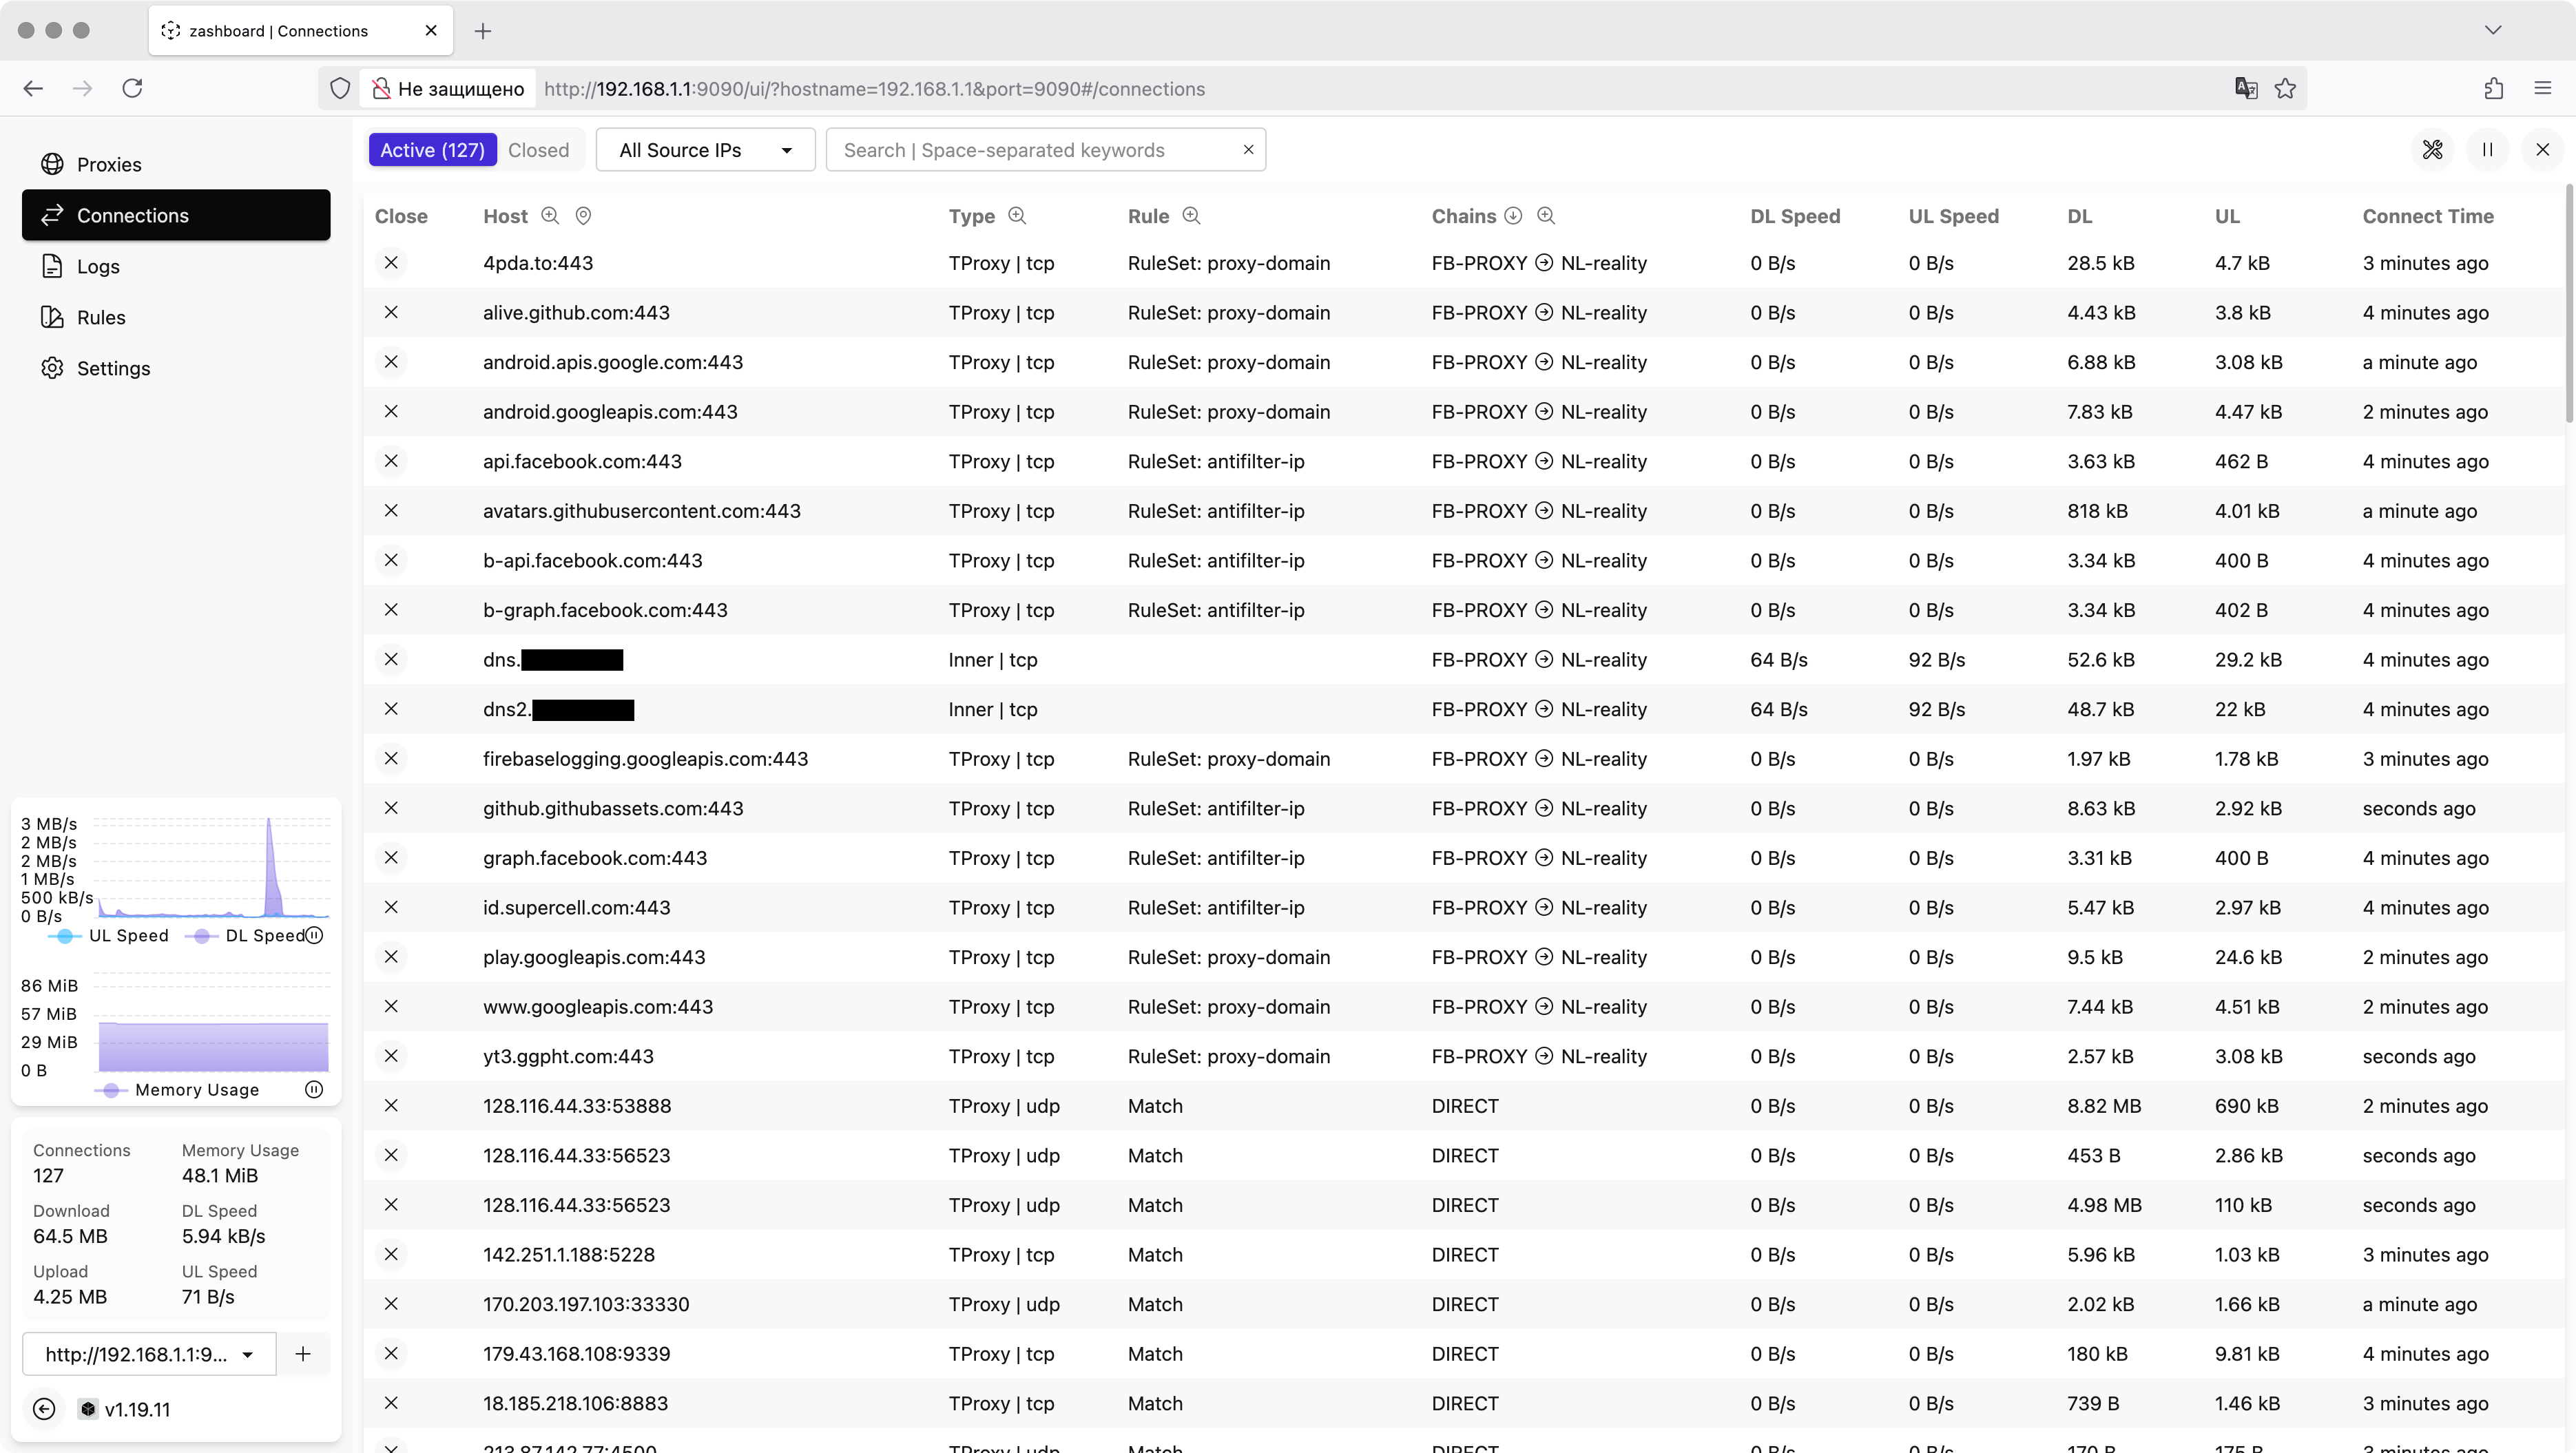 zashboard | Connections
Не защищено http://192.168.1.1:9090/ui/?hostname=192.168.1.1&port=9090#/connections
Proxies
Connections
Logs
Rules
Settings
3 MB/s
2 MB/s
2 MB/s
1 MB/s
500 kB/s
0 B/s
UL Speed DL Speed
86 MiB
57 MiB
29 MiB
0 B
Memory Usage
Connections Memory Usage
127 48.1 MiB
Download DL Speed
64.5 MB 5.94 kB/s
Upload UL Speed
4.25 MB 71 B/s
http://192.168.1.1:9...
v1.19.11
Active (127) Closed All Source IPs Search | Space-separated keywords
Close Host Type Rule Chains DL Speed UL Speed DL UL Connect Time
4pda.to:443 TProxy | tcp RuleSet: proxy-domain FB-PROXY NL-reality 0 B/s 0 B/s 28.5 kB 4.7 kB 3 minutes ago
alive.github.com:443 TProxy | tcp RuleSet: proxy-domain FB-PROXY NL-reality 0 B/s 0 B/s 4.43 kB 3.8 kB 4 minutes ago
android.apis.google.com:443 TProxy | tcp RuleSet: proxy-domain FB-PROXY NL-reality 0 B/s 0 B/s 6.88 kB 3.08 kB a minute ago
android.googleapis.com:443 TProxy | tcp RuleSet: proxy-domain FB-PROXY NL-reality 0 B/s 0 B/s 7.83 kB 4.47 kB 2 minutes ago
api.facebook.com:443 TProxy | tcp RuleSet: antifilter-ip FB-PROXY NL-reality 0 B/s 0 B/s 3.63 kB 462 B 4 minutes ago
avatars.githubusercontent.com:443 TProxy | tcp RuleSet: antifilter-ip FB-PROXY NL-reality 0 B/s 0 B/s 818 kB 4.01 kB a minute ago
b-api.facebook.com:443 TProxy | tcp RuleSet: antifilter-ip FB-PROXY NL-reality 0 B/s 0 B/s 3.34 kB 400 B 4 minutes ago
b-graph.facebook.com:443 TProxy | tcp RuleSet: antifilter-ip FB-PROXY NL-reality 0 B/s 0 B/s 3.34 kB 402 B 4 minutes ago
dns. Inner | tcp FB-PROXY NL-reality 64 B/s 92 B/s 52.6 kB 29.2 kB 4 minutes ago
dns2. Inner | tcp FB-PROXY NL-reality 64 B/s 92 B/s 48.7 kB 22 kB 4 minutes ago
firebaselogging.googleapis.com:443 TProxy | tcp RuleSet: proxy-domain FB-PROXY NL-reality 0 B/s 0 B/s 1.97 kB 1.78 kB 3 minutes ago
github.githubassets.com:443 TProxy | tcp RuleSet: antifilter-ip FB-PROXY NL-reality 0 B/s 0 B/s 8.63 kB 2.92 kB seconds ago
graph.facebook.com:443 TProxy | tcp RuleSet: antifilter-ip FB-PROXY NL-reality 0 B/s 0 B/s 3.31 kB 400 B 4 minutes ago
id.supercell.com:443 TProxy | tcp RuleSet: antifilter-ip FB-PROXY NL-reality 0 B/s 0 B/s 5.47 kB 2.97 kB 4 minutes ago
play.googleapis.com:443 TProxy | tcp RuleSet: proxy-domain FB-PROXY NL-reality 0 B/s 0 B/s 9.5 kB 24.6 kB 2 minutes ago
www.googleapis.com:443 TProxy | tcp RuleSet: proxy-domain FB-PROXY NL-reality 0 B/s 0 B/s 7.44 kB 4.51 kB 2 minutes ago
yt3.ggpht.com:443 TProxy | tcp RuleSet: proxy-domain FB-PROXY NL-reality 0 B/s 0 B/s 2.57 kB 3.08 kB seconds ago
128.116.44.33:53888 TProxy | udp Match DIRECT 0 B/s 0 B/s 8.82 MB 690 kB 2 minutes ago
128.116.44.33:56523 TProxy | udp Match DIRECT 0 B/s 0 B/s 453 B 2.86 kB seconds ago
128.116.44.33:56523 TProxy | udp Match DIRECT 0 B/s 0 B/s 4.98 MB 110 kB seconds ago
142.251.1.188:5228 TProxy | tcp Match DIRECT 0 B/s 0 B/s 5.96 kB 1.03 kB 3 minutes ago
170.203.197.103:33330 TProxy | udp Match DIRECT 0 B/s 0 B/s 2.02 kB 1.66 kB a minute ago
179.43.168.108:9339 TProxy | tcp Match DIRECT 0 B/s 0 B/s 180 kB 9.81 kB 4 minutes ago
18.185.218.106:8883 TProxy | tcp Match DIRECT 0 B/s 0 B/s 739 B 1.46 kB 3 minutes ago
213.87.142.77:4500 TProxy | udp Match DIRECT 0 B/s 0 B/s 170 B 175 B 3 minutes ago